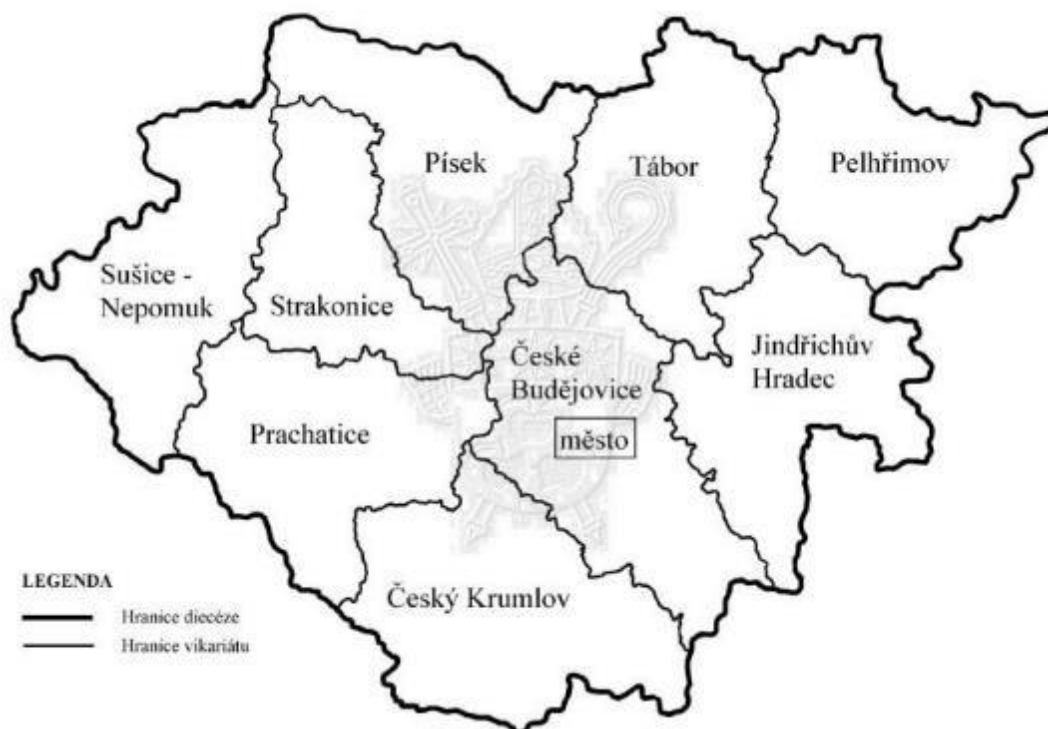 Písek
Tábor
Pelhřimov
Sušice -
Nepomuk
Strakonice
České
Budějovice
město
Jindřichův
Hradec
Prachatice
Český Krumlov
LEGENDA
Hranice diecéze
Hranice vikariátu